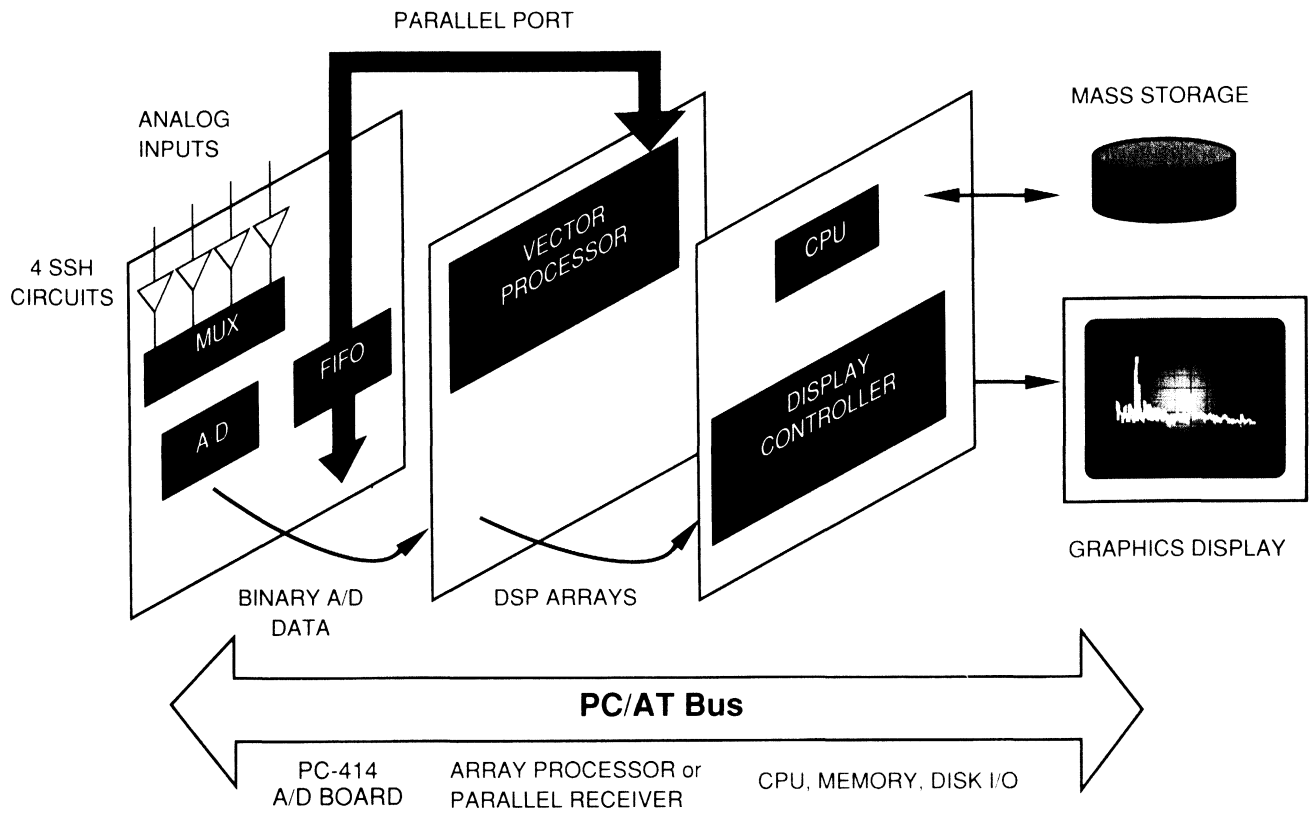 PARALLEL PORT
MASS STORAGE
ANALOG
INPUTS
VECTOR
PROCESSOR
CPU
4 SSH
CIRCUITS
MUX
FIFO
A D
DISPLAY
CONTROLLER
GRAPHICS DISPLAY
BINARY A/D
DATA
DSP ARRAYS
PC/AT Bus
PC-414
A/D BOARD
ARRAY PROCESSOR or
PARALLEL RECEIVER
CPU, MEMORY, DISK I/O